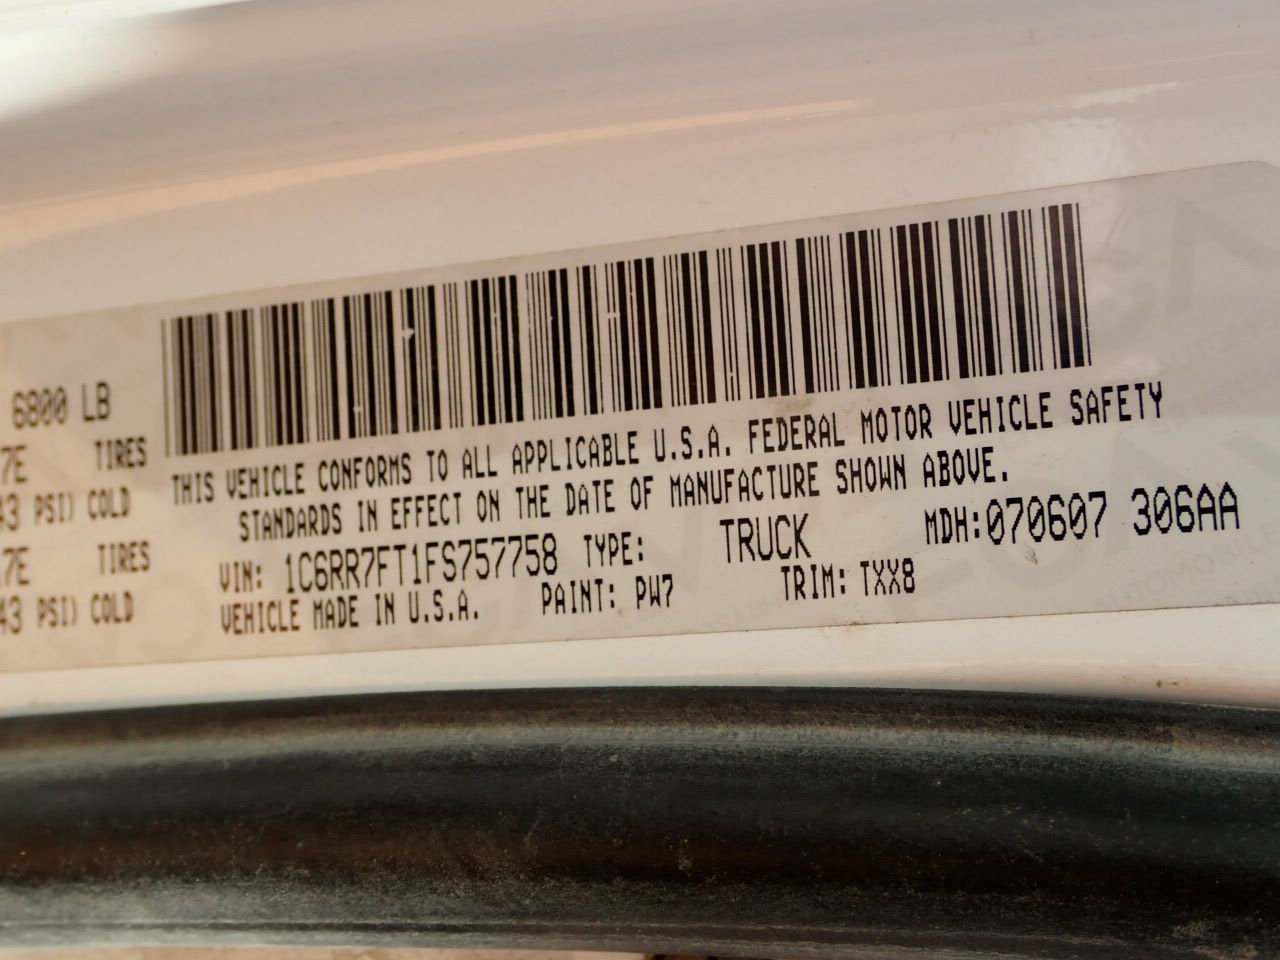 6800 LB
7E TIRES
43 PSI) COLD
7E TIRES
43 PSI) COLD
THIS VEHICLE CONFORMS TO ALL APPLICABLE U.S.A. FEDERAL MOTOR VEHICLE SAFETY
STANDARDS IN EFFECT ON THE DATE OF MANUFACTURE SHOWN ABOVE.
VIN: 1C6RR7FT1FS757758 TYPE: TRUCK MDH:070607 306AA
VEHICLE MADE IN U.S.A. PAINT: PW7 TRIM: TXX8